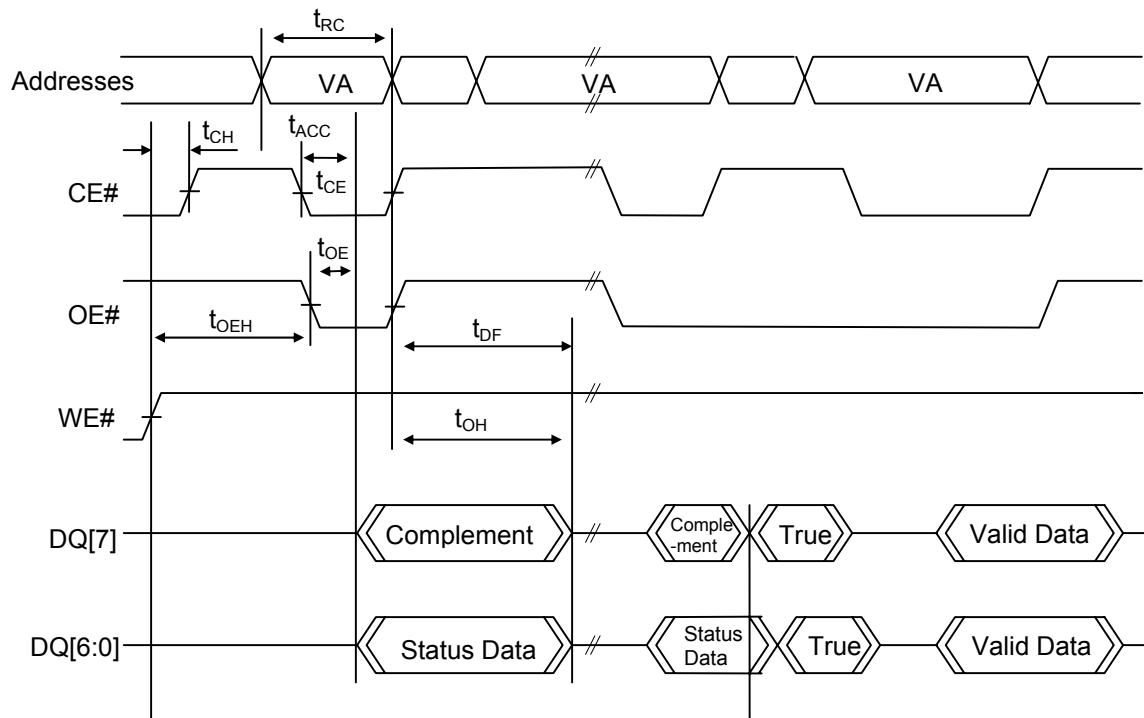 tRC
Addresses VA VA VA
tCH tACC
CE# tCE
tOE
OE#
tOEH tDF
WE# tOH
DQ[7] Complement Comple True Valid Data
-ment
DQ[6:0] Status Data Status True Valid Data
Data